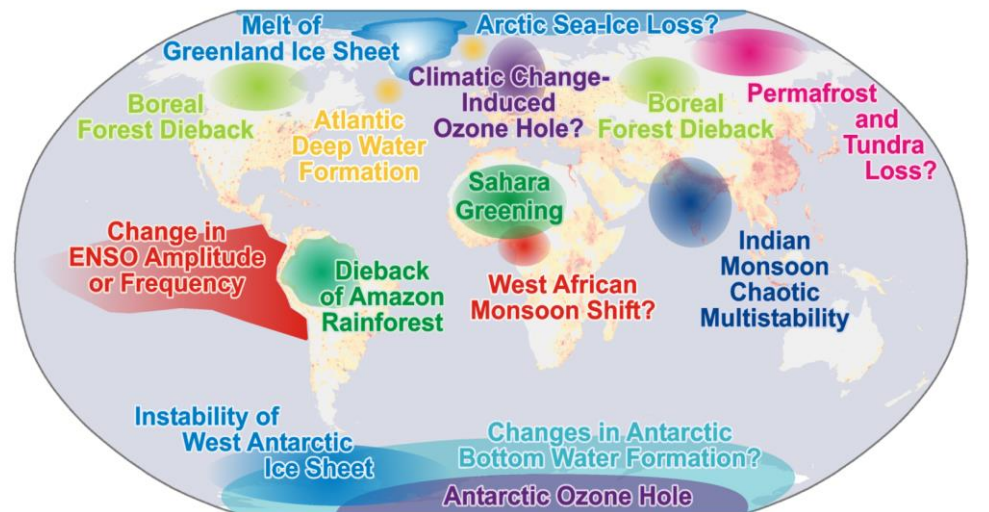 Melt of
Greenland Ice Sheet
Arctic Sea-Ice Loss?
Climatic Change-
Induced
Ozone Hole?
Boreal
Forest Dieback
Atlantic
Deep Water
Formation
Boreal
Forest Dieback
Permafrost
and
Tundra
Loss?
Sahara
Greening
Change in
ENSO Amplitude
or Frequency
Dieback
of Amazon
Rainforest
West African
Monsoon Shift?
Indian
Monsoon
Chaotic
Multistability
Instability of
West Antarctic
Ice Sheet
Changes in Antarctic
Bottom Water Formation?
Antarctic Ozone Hole